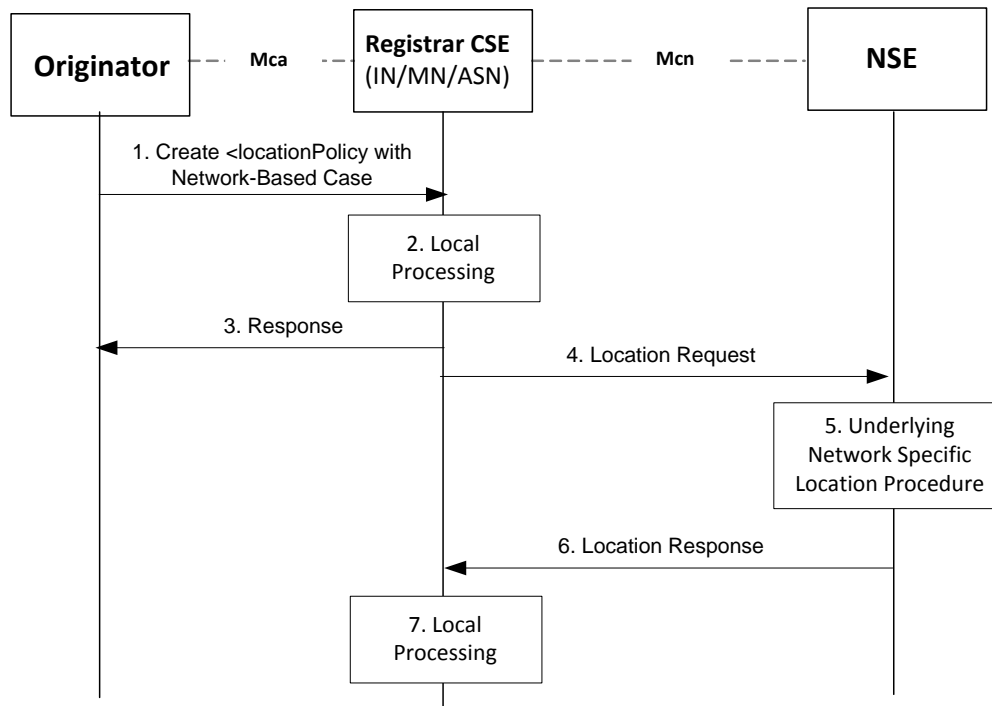 Originator
Mca
Registrar CSE
(IN/MN/ASN)
Mcn
NSE
1. Create <locationPolicy with
Network-Based Case
2. Local
Processing
3. Response
4. Location Request
5. Underlying
Network Specific
Location Procedure
6. Location Response
7. Local
Processing